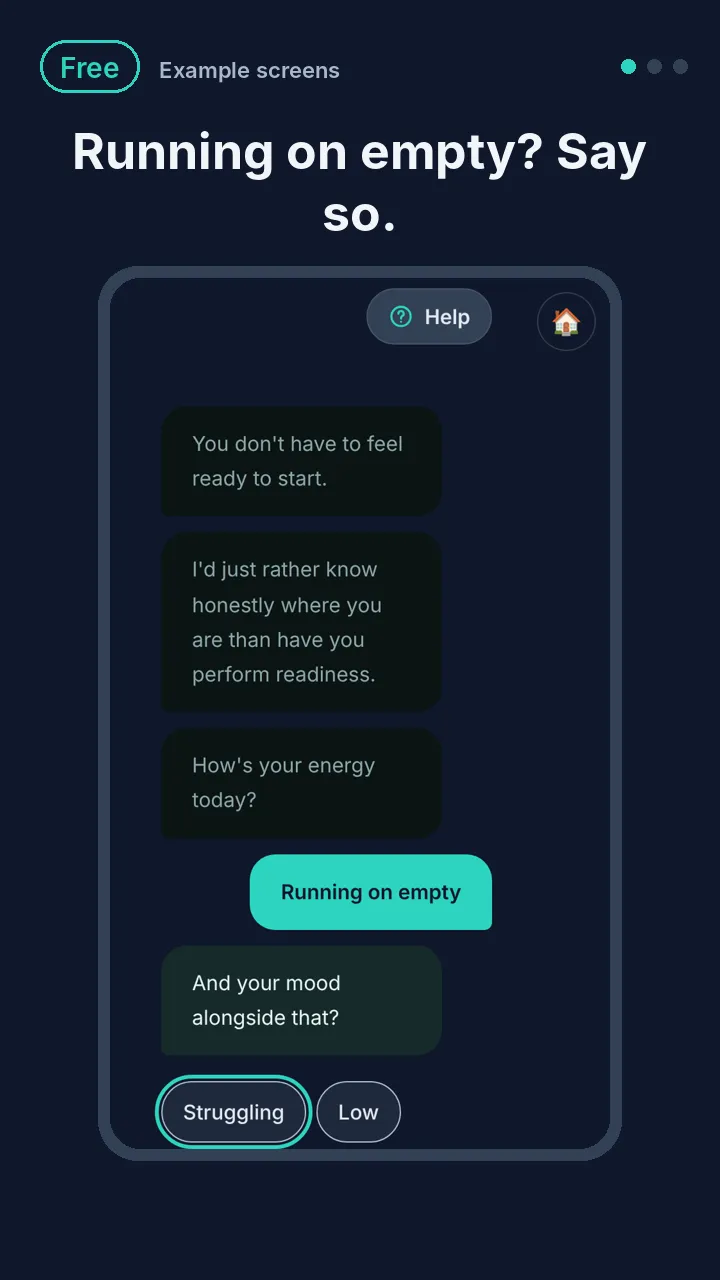 Free
Example screens
Running on empty? Say
so.
Help
You don't have to feel
ready to start.
I'd just rather know
honestly where you
are than have you
perform readiness.
How's your energy
today?
Running on empty
And your mood
alongside that?
Struggling
Low